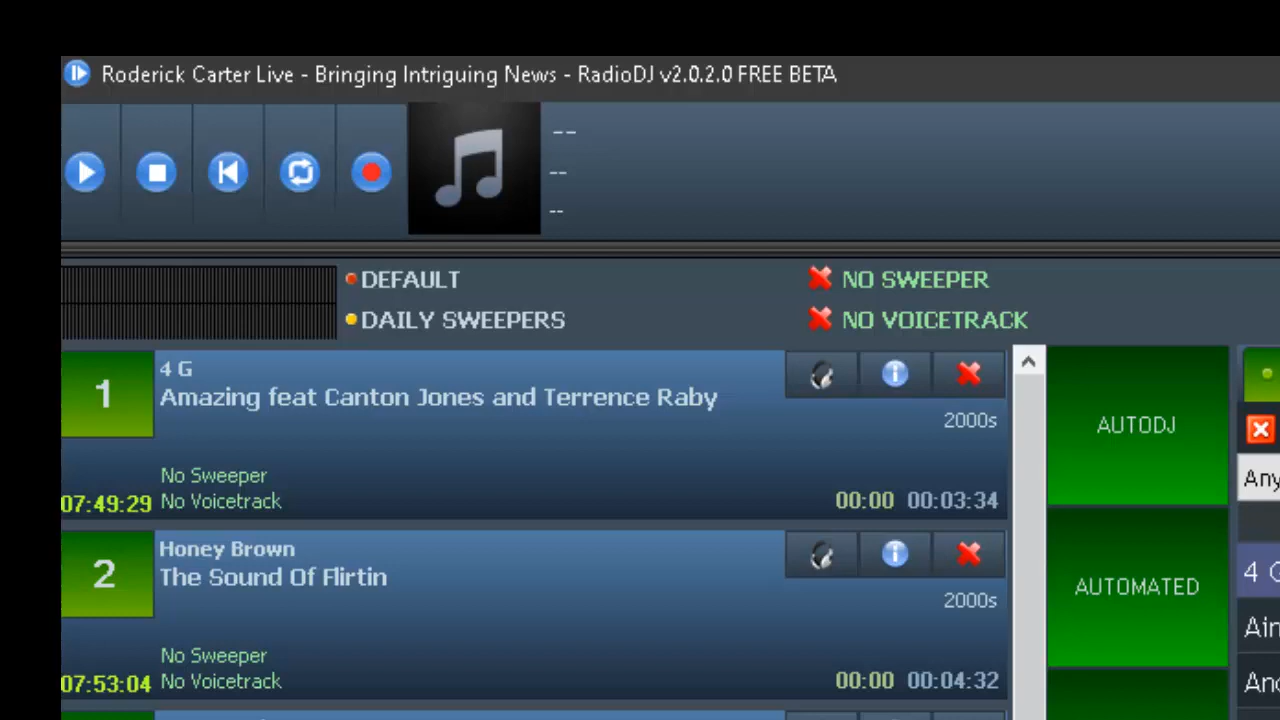 Roderick Carter Live - Bringing Intriguing News - RadioDJ v2.0.2.0 FREE BETA
--
--
--
DEFAULT
NO SWEEPER
DAILY SWEEPERS
NO VOICETRACK
1
4 G
Amazing feat Canton Jones and Terrence Raby
2000s
No Sweeper
07:49:29
No Voicetrack
00:00 00:03:34
2
Honey Brown
The Sound Of Flirtin
2000s
No Sweeper
07:53:04
No Voicetrack
00:00 00:04:32
AUTODJ
AUTOMATED
Any
4 G
Ain
And